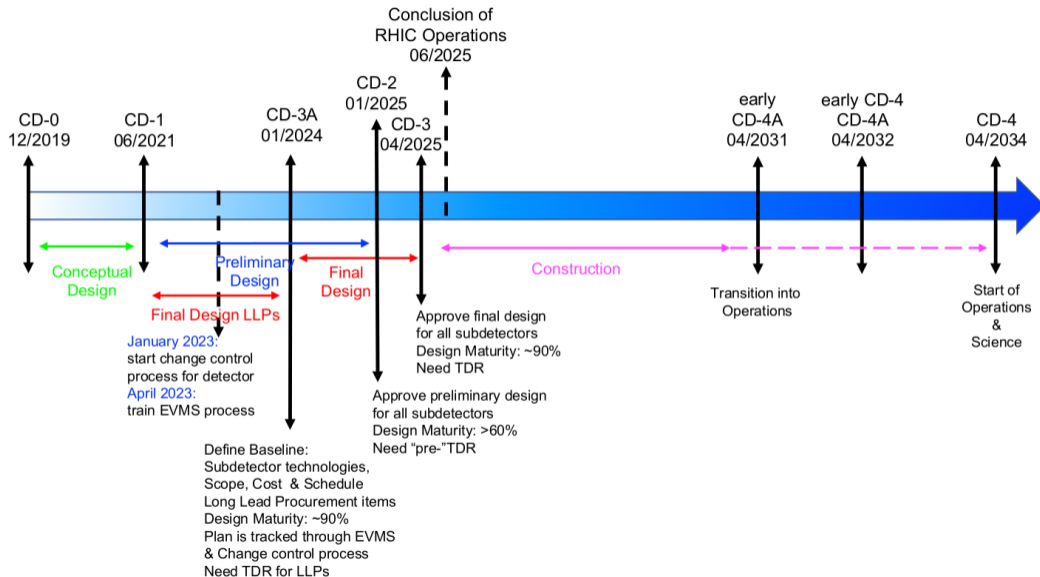 Conclusion of
RHIC Operations
06/2025
CD-0
12/2019
CD-1
06/2021
CD-3A
01/2024
CD-2
01/2025
CD-3
04/2025
early
CD-4A
04/2031
early CD-4
CD-4A
04/2032
CD-4
04/2034
Conceptual
Design
Preliminary
Design
Final
Design
Construction
Final Design LLPs
Transition into
Operations
Start of
Operations
&
Science
January 2023:
start change control
process for detector
April 2023:
train EVMS process
Approve final design
for all subdetectors
Design Maturity: ~90%
Need TDR
Approve preliminary design
for all subdetectors
Design Maturity: >60%
Need “pre-”TDR
Define Baseline:
Subdetector technologies,
Scope, Cost & Schedule
Long Lead Procurement items
Design Maturity: ~90%
Plan is tracked through EVMS
& Change control process
Need TDR for LLPs